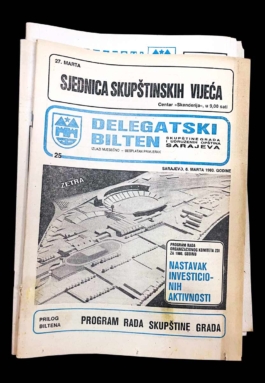 27. MARTA
SJEDNICA SKUPŠTINSKIH VIJEĆA
Centar »Skenderija«, u 9,00 sati
DELEGATSKI
BILTEN
SKUPŠTINE GRADA
I UDRUŽENIH OPŠTINA
SARAJEVA
25
SARAJEVO, 6. MARTA 1980. GODINE
ZETRA
PROGRAM RADA
ORGANIZACIONOG KOMITETA ZOI
ZA 1980. GODINU
NASTAVAK
INVESTICIO-
NIH
AKTIVNOSTI
PRILOG
BILTENA
PROGRAM RADA SKUPŠTINE GRADA